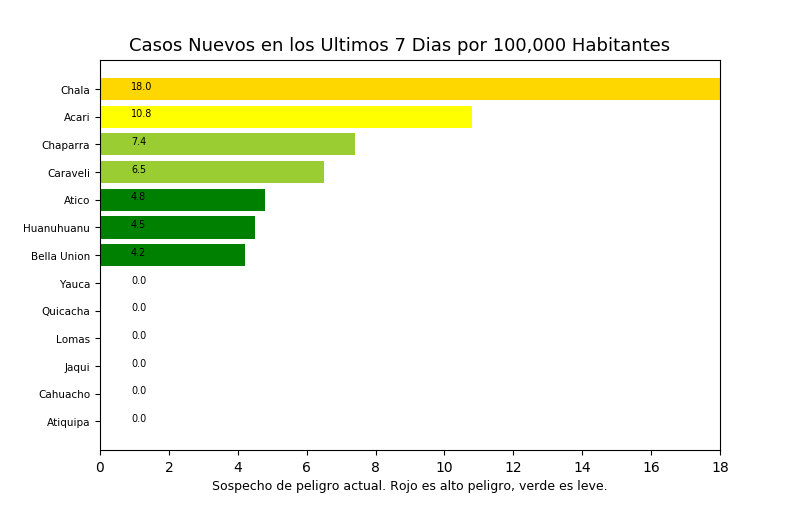 Casos Nuevos en los Ultimos 7 Dias por 100,000 Habitantes
Chala 18.0
Acari 10.8
Chaparra 7.4
Caraveli 6.5
Atico 4.8
Huanuhuanu 4.5
Bella Union 4.2
Yauca 0.0
Quicacha 0.0
Lomas 0.0
Jaqui 0.0
Cahuacho 0.0
Atiquipa 0.0
0 2 4 6 8 10 12 14 16 18
Sospecho de peligro actual. Rojo es alto peligro, verde es leve.